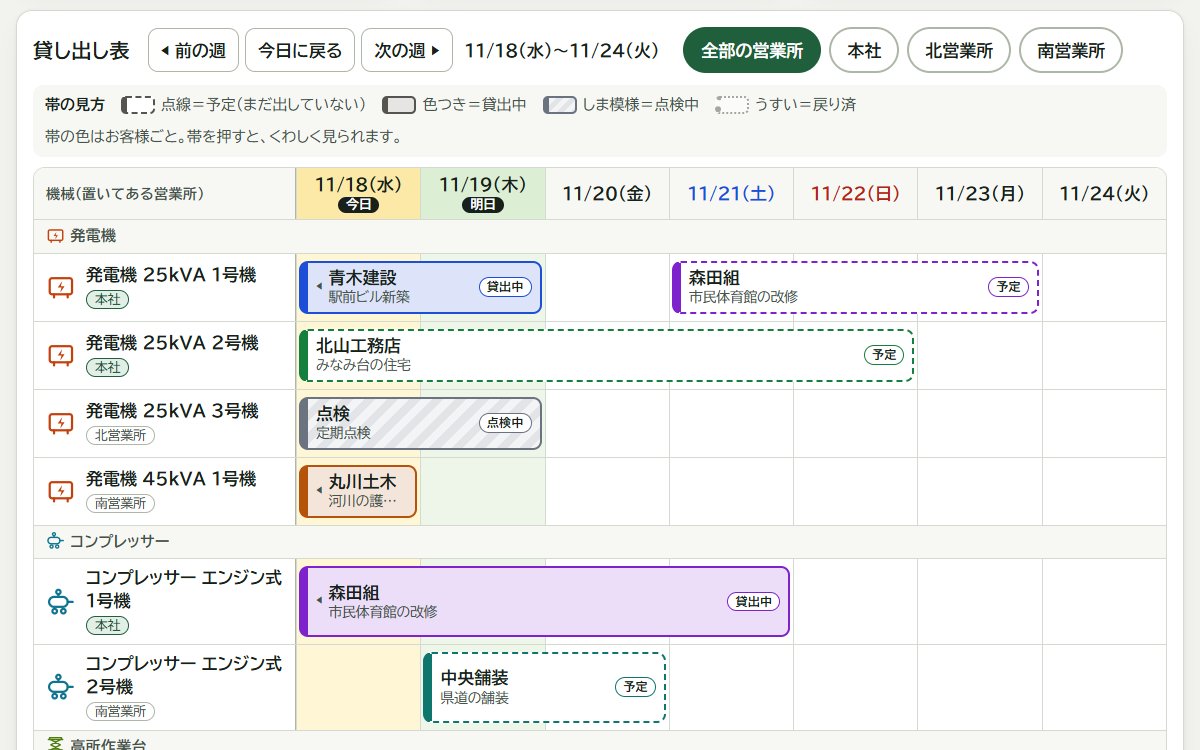 貸し出し表
◀ 前の週
今日に戻る
次の週 ▶
11/18(水)〜11/24(火)
全部の営業所
本社
北営業所
南営業所
帯の見方 点線=予定(まだ出していない) 色つき=貸出中 しま模様=点検中 うすい=戻り済
帯の色はお客様ごと。帯を押すと、くわしく見られます。
機械(置いてある営業所)
11/18(水)
今日
11/19(木)
明日
11/20(金)
11/21(土)
11/22(日)
11/23(月)
11/24(火)
発電機
発電機 25kVA 1号機
本社
青木建設
駅前ビル新築
貸出中
森田組
市民体育館の改修
予定
発電機 25kVA 2号機
本社
北山工務店
みなみ台の住宅
予定
発電機 25kVA 3号機
北営業所
点検
定期点検
点検中
発電機 45kVA 1号機
南営業所
丸川土木
河川の護…
コンプレッサー
コンプレッサー エンジン式
1号機
本社
森田組
市民体育館の改修
貸出中
コンプレッサー エンジン式
2号機
南営業所
中央舗装
県道の舗装
予定
高所作業台